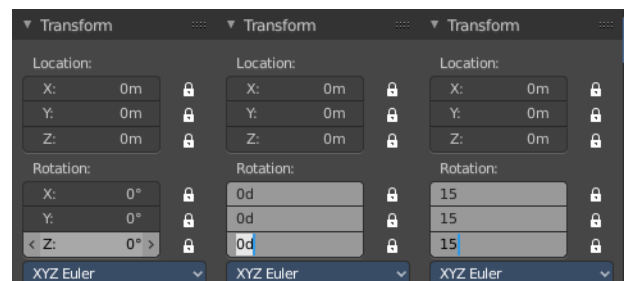 Transform
Location:
X: 0m
Y: 0m
Z: 0m
Rotation:
X: 0°
Y: 0°
< Z: 0° >
XYZ Euler
Transform
Location:
X: 0m
Y: 0m
Z: 0m
Rotation:
0d
0d
0d
XYZ Euler
Transform
Location:
X: 0m
Y: 0m
Z: 0m
Rotation:
15
15
15
XYZ Euler